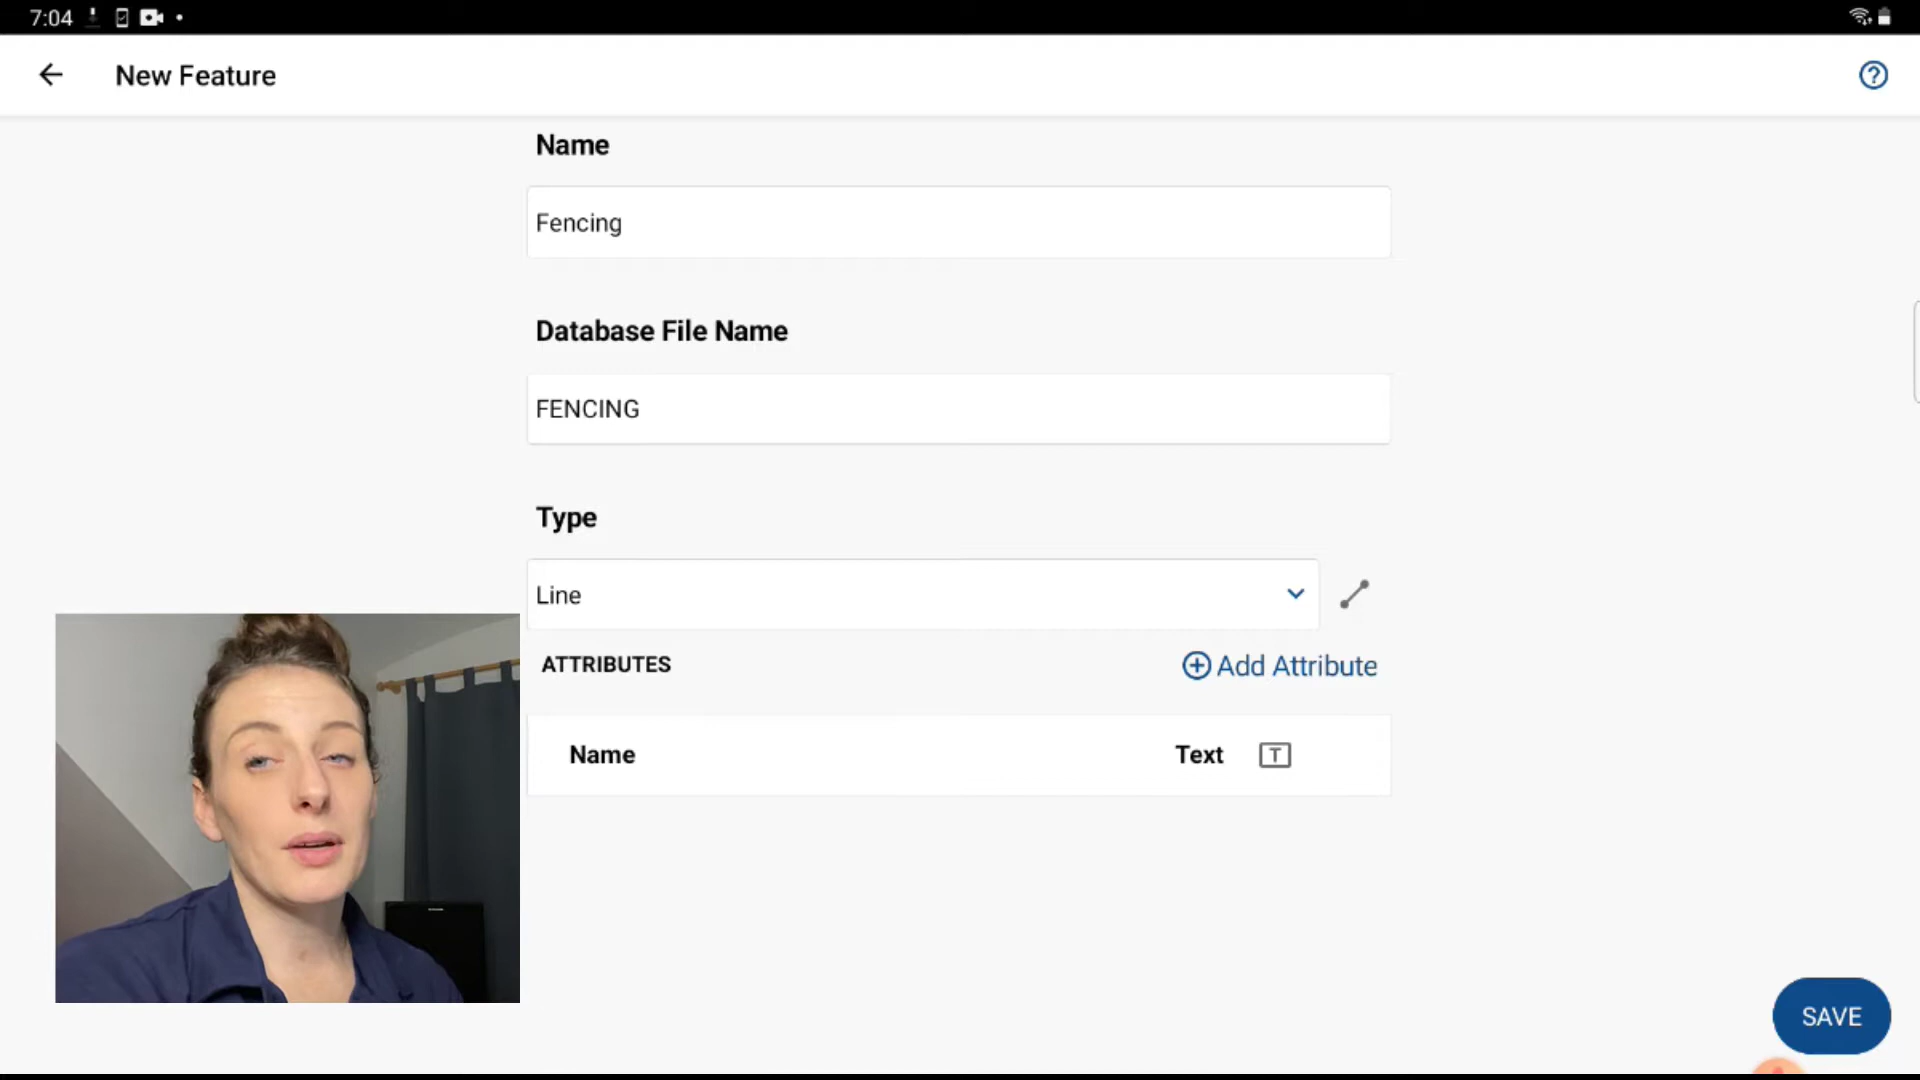 7:04
New Feature
Name
Fencing
Database File Name
FENCING
Type
Line
ATTRIBUTES
Add Attribute
Name Text T
SAVE